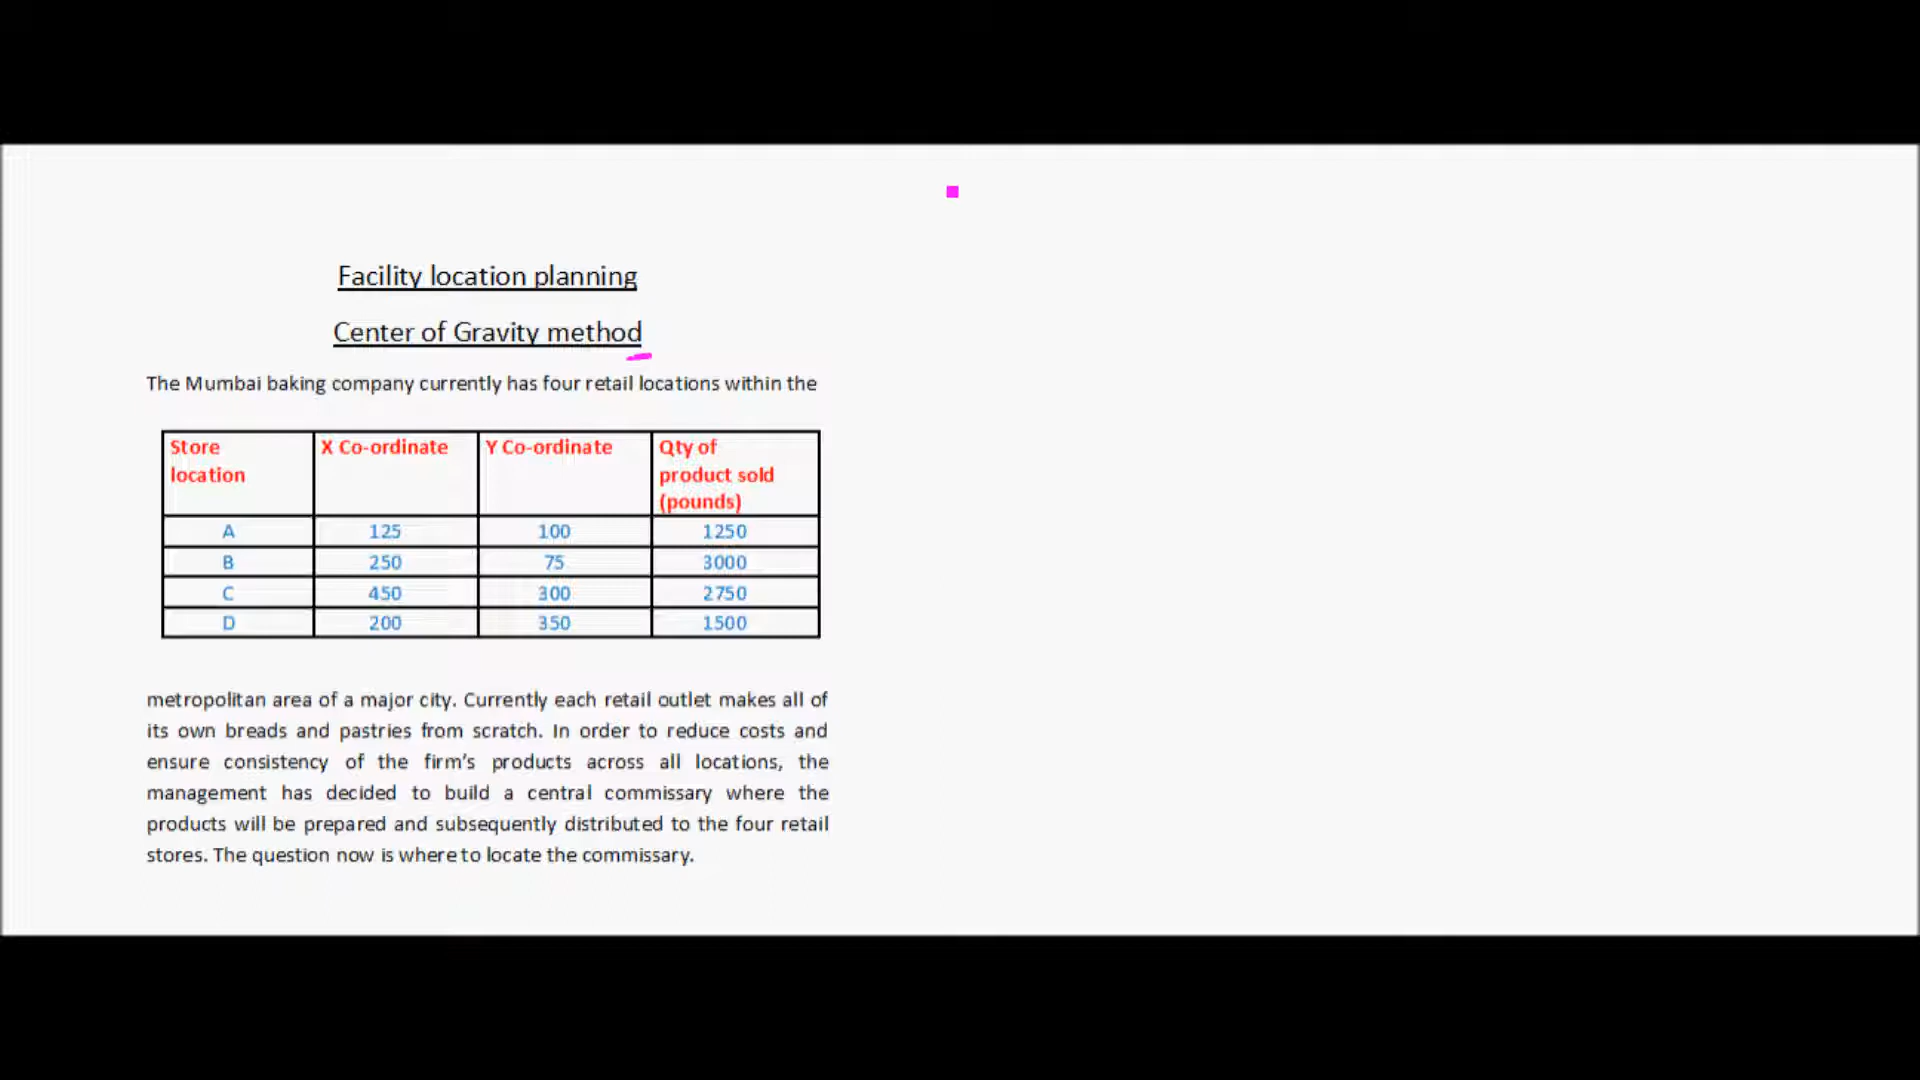 Facility location planning
Center of Gravity method
The Mumbai baking company currently has four retail locations within the
Store location X Co-ordinate Y Co-ordinate Qty of product sold (pounds)
A 125 100 1250
B 250 75 3000
C 450 300 2750
D 200 350 1500
metropolitan area of a major city. Currently each retail outlet makes all of
its own breads and pastries from scratch. In order to reduce costs and
ensure consistency of the firm's products across all locations, the
management has decided to build a central commissary where the
products will be prepared and subsequently distributed to the four retail
stores. The question now is where to locate the commissary.